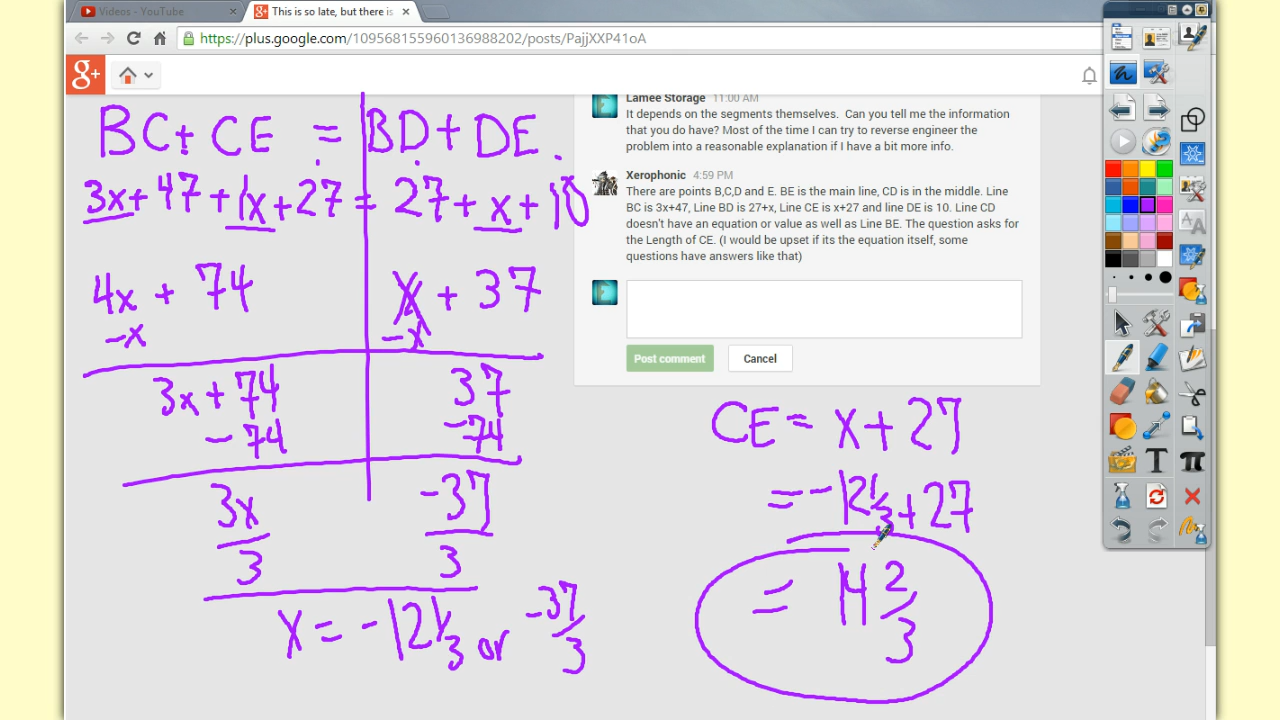 Videos - YouTube
This is so late, but there is
https://plus.google.com/
/posts/PajjXXP41oA
g+
Lamee Storage 11:00 AM
It depends on the segments themselves. Can you tell me the information
that you do have? Most of the time I can try to reverse engineer the
problem into a reasonable explanation if I have a bit more info.
Xerophonic 4:59 PM
There are points B,C,D and E. BE is the main line, CD is in the middle. Line
BC is 3x+47, Line BD is 27+x, Line CE is x+27 and line DE is 10. Line CD
doesn't have an equation or value as well as Line BE. The question asks for
the Length of CE. (I would be upset if its the equation itself, some
questions have answers like that)
Post comment Cancel
BC+CE = BD+DE
3x+47+1x+27 = 27+x+10
4x+74 x+37
-x -x
3x+74 37
-74 -74
3x/3 -37/3
x = -12 1/3 or -37/3
CE = x+27
= -12 1/3 + 27
= 14 2/3